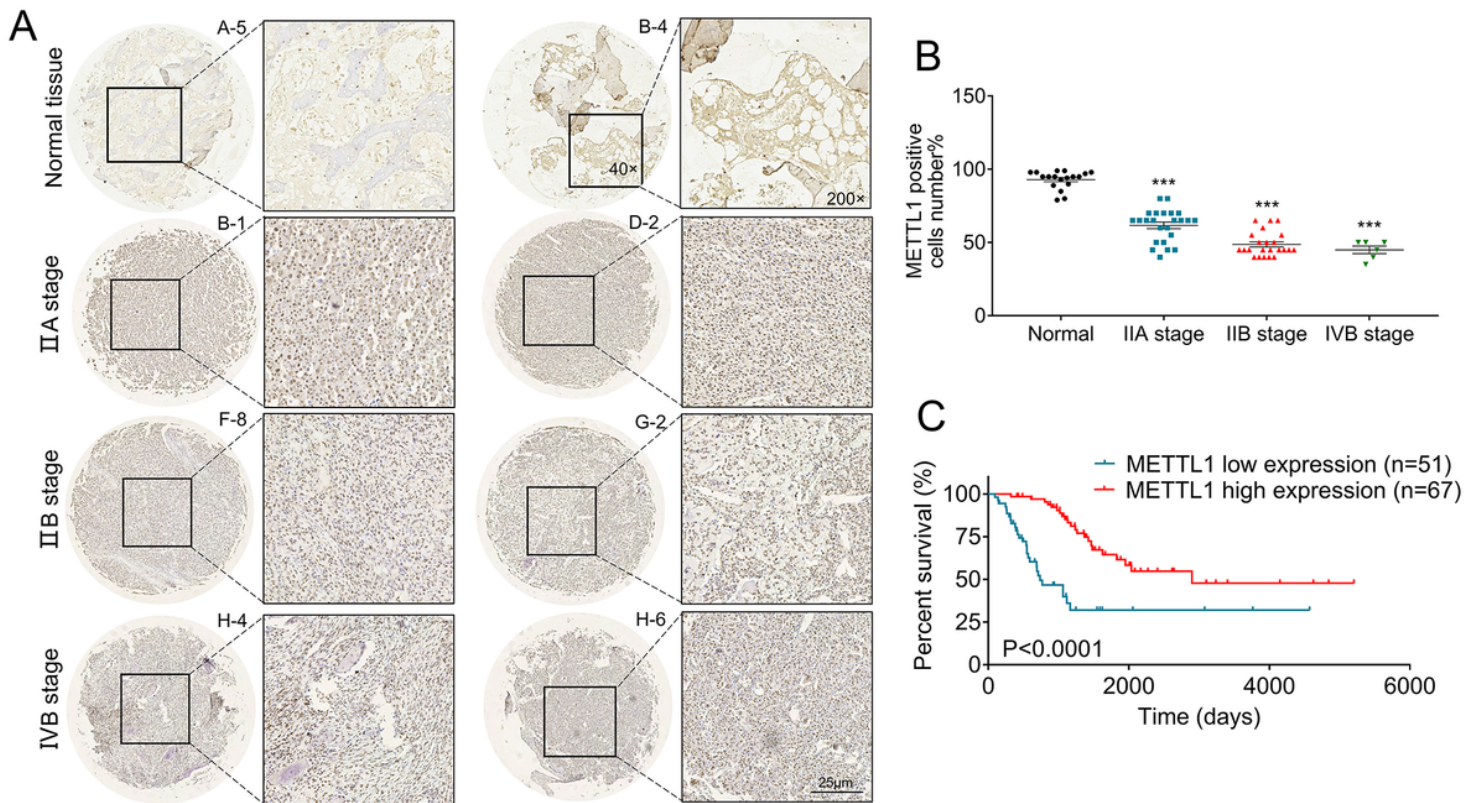 A
Normal tissue
A-5
B-4
40×
200×
IIA stage
B-1
D-2
IIB stage
F-8
G-2
IVB stage
H-4
H-6
25μm
B
METTL1 positive
cells number%
150
100
50
0
***
***
***
Normal
IIA stage
IIB stage
IVB stage
C
METTL1 low expression (n=51)
METTL1 high expression (n=67)
Percent survival (%)
100
75
50
25
0
P<0.0001
0
2000
4000
6000
Time (days)